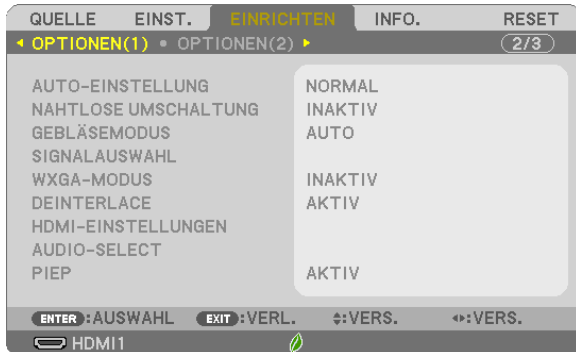 QUELLE EINST. EINRICHTEN INFO. RESET
OPTIONEN(1) • OPTIONEN(2) 2/3
AUTO-EINSTELLUNG NORMAL
NAHTLOSE UMSCHALTUNG INAKTIV
GEBLÄSEMODUS AUTO
SIGNALAUSWAHL
WXGA-MODUS INAKTIV
DEINTERLACE AKTIV
HDMI-EINSTELLUNGEN
AUDIO-SELECT
PIEP AKTIV
ENTER :AUSWAHL EXIT :VERL. :VERS. :VERS.
HDMI1